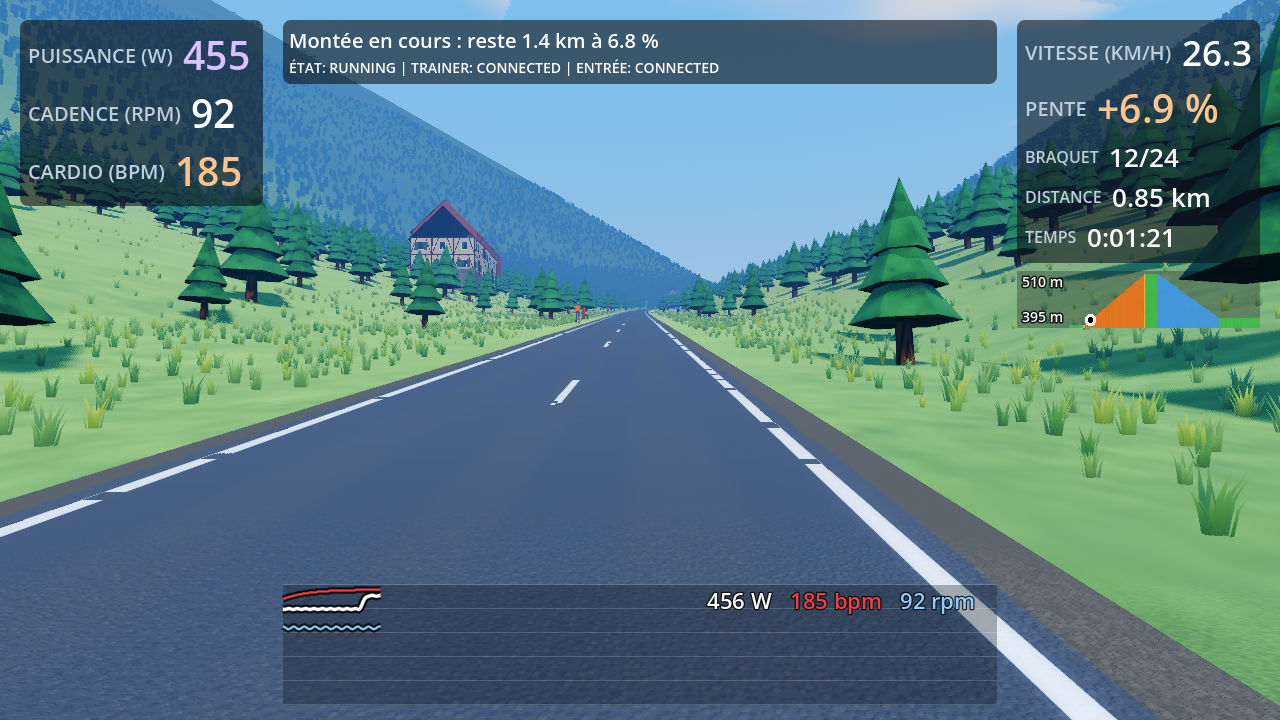 PUISSANCE (W) 455
CADENCE (RPM) 92
CARDIO (BPM) 185
Montée en cours : reste 1.4 km à 6.8 %
ÉTAT: RUNNING | TRAINER: CONNECTED | ENTRÉE: CONNECTED
VITESSE (KM/H) 26.3
PENTE +6.9 %
BRAQUET 12/24
DISTANCE 0.85 km
TEMPS 0:01:21
510 m
395 m
456 W 185 bpm 92 rpm